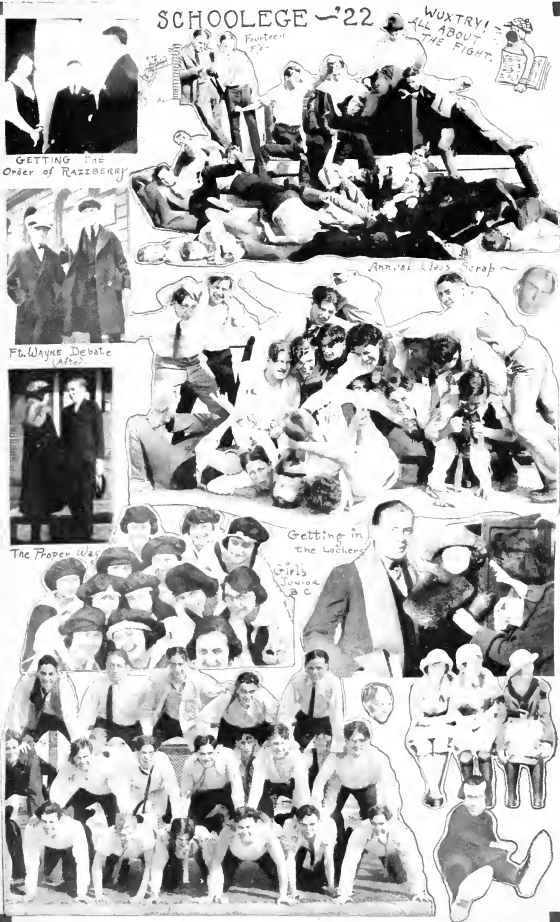 SCHOOLEGE - '22
WUXTRY!
ALL ABOUT
THE FIGHT.
Fourteen
GETTING THE
Order of RAZZBERRY
Annual Class Scrap
FT. WAYNE Debate
(After)
The Proper Way
Getting in
the Lockers
Girl's
JUNIOR
B C